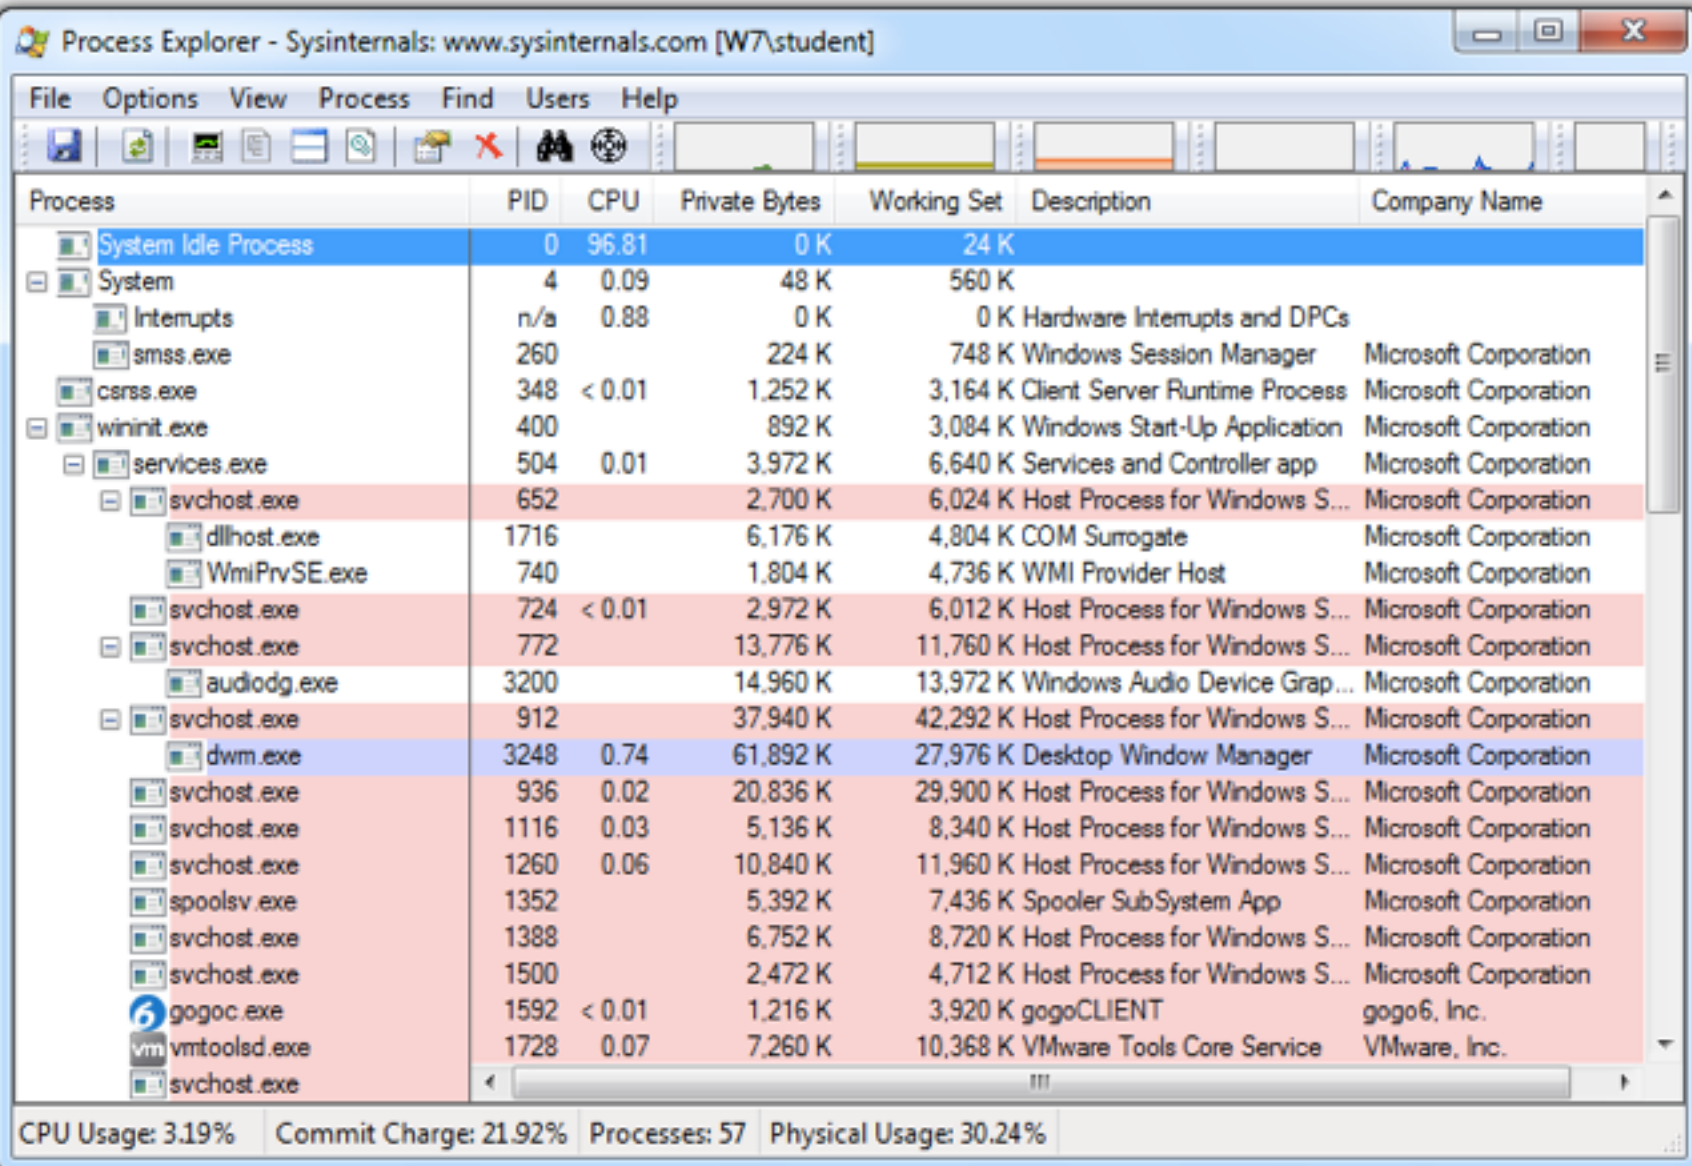 Process Explorer - Sysinternals: www.sysinternals.com [W7\student]
File Options View Process Find Users Help
Process PID CPU Private Bytes Working Set Description Company Name
System Idle Process 0 96.81 0 K 24 K
System 4 0.09 48 K 560 K
Interrupts n/a 0.88 0 K 0 K Hardware Interrupts and DPCs
smss.exe 260 224 K 748 K Windows Session Manager Microsoft Corporation
csrss.exe 348 < 0.01 1,252 K 3,164 K Client Server Runtime Process Microsoft Corporation
wininit.exe 400 892 K 3,084 K Windows Start-Up Application Microsoft Corporation
services.exe 504 0.01 3,972 K 6,640 K Services and Controller app Microsoft Corporation
svchost.exe 652 2,700 K 6,024 K Host Process for Windows S... Microsoft Corporation
dllhost.exe 1716 6,176 K 4,804 K COM Surrogate Microsoft Corporation
WmiPrvSE.exe 740 1,804 K 4,736 K WMI Provider Host Microsoft Corporation
svchost.exe 724 < 0.01 2,972 K 6,012 K Host Process for Windows S... Microsoft Corporation
svchost.exe 772 13,776 K 11,760 K Host Process for Windows S... Microsoft Corporation
audiodg.exe 3200 14,960 K 13,972 K Windows Audio Device Grap... Microsoft Corporation
svchost.exe 912 37,940 K 42,292 K Host Process for Windows S... Microsoft Corporation
dwm.exe 3248 0.74 61,892 K 27,976 K Desktop Window Manager Microsoft Corporation
svchost.exe 936 0.02 20,836 K 29,900 K Host Process for Windows S... Microsoft Corporation
svchost.exe 1116 0.03 5,136 K 8,340 K Host Process for Windows S... Microsoft Corporation
svchost.exe 1260 0.06 10,840 K 11,960 K Host Process for Windows S... Microsoft Corporation
spoolsv.exe 1352 5,392 K 7,436 K Spooler SubSystem App Microsoft Corporation
svchost.exe 1388 6,752 K 8,720 K Host Process for Windows S... Microsoft Corporation
svchost.exe 1500 2,472 K 4,712 K Host Process for Windows S... Microsoft Corporation
6 gogoc.exe 1592 < 0.01 1,216 K 3,920 K gogoCLIENT gogo6, Inc.
vm vmtoolsd.exe 1728 0.07 7,260 K 10,368 K VMware Tools Core Service VMware, Inc.
svchost.exe
CPU Usage: 3.19% Commit Charge: 21.92% Processes: 57 Physical Usage: 30.24%